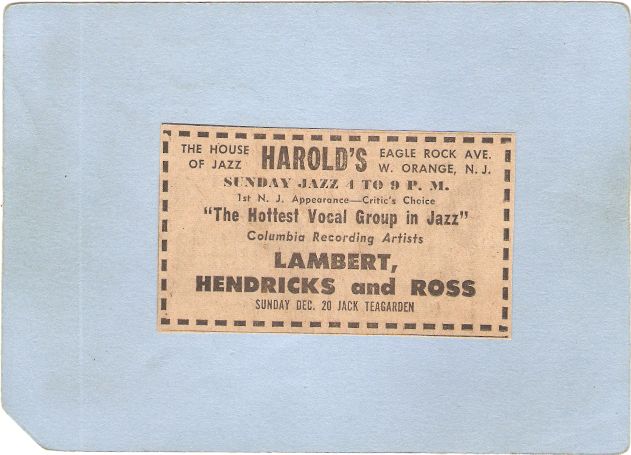 THE HOUSE OF JAZZ HAROLD'S EAGLE ROCK AVE. W. ORANGE, N. J.
SUNDAY JAZZ 4 TO 9 P. M.
1st N. J. Appearance—Critic's Choice
"The Hottest Vocal Group in Jazz"
Columbia Recording Artists
LAMBERT,
HENDRICKS and ROSS
SUNDAY DEC. 20 JACK TEAGARDEN